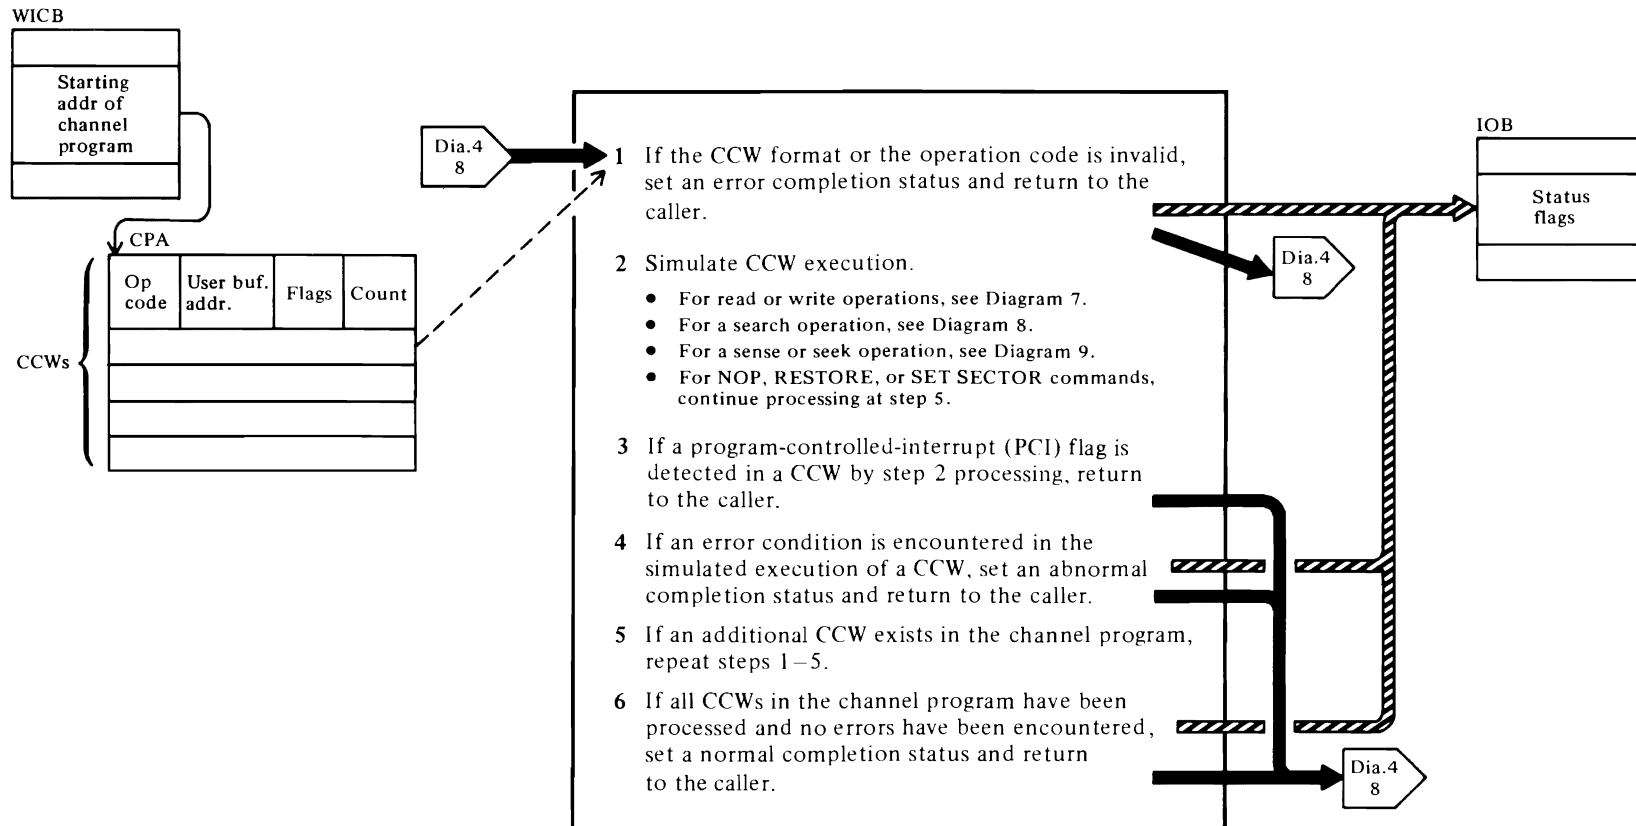 WICB
Starting
addr of
channel
program
CPA
Op
code
User buf.
addr.
Flags
Count
CCWs
Dia.4
8
1 If the CCW format or the operation code is invalid,
set an error completion status and return to the
caller.
2 Simulate CCW execution.
• For read or write operations, see Diagram 7.
• For a search operation, see Diagram 8.
• For a sense or seek operation, see Diagram 9.
• For NOP, RESTORE, or SET SECTOR commands,
continue processing at step 5.
3 If a program-controlled-interrupt (PCI) flag is
detected in a CCW by step 2 processing, return
to the caller.
4 If an error condition is encountered in the
simulated execution of a CCW, set an abnormal
completion status and return to the caller.
5 If an additional CCW exists in the channel program,
repeat steps 1–5.
6 If all CCWs in the channel program have been
processed and no errors have been encountered,
set a normal completion status and return
to the caller.
Dia.4
8
Dia.4
8
IOB
Status
flags